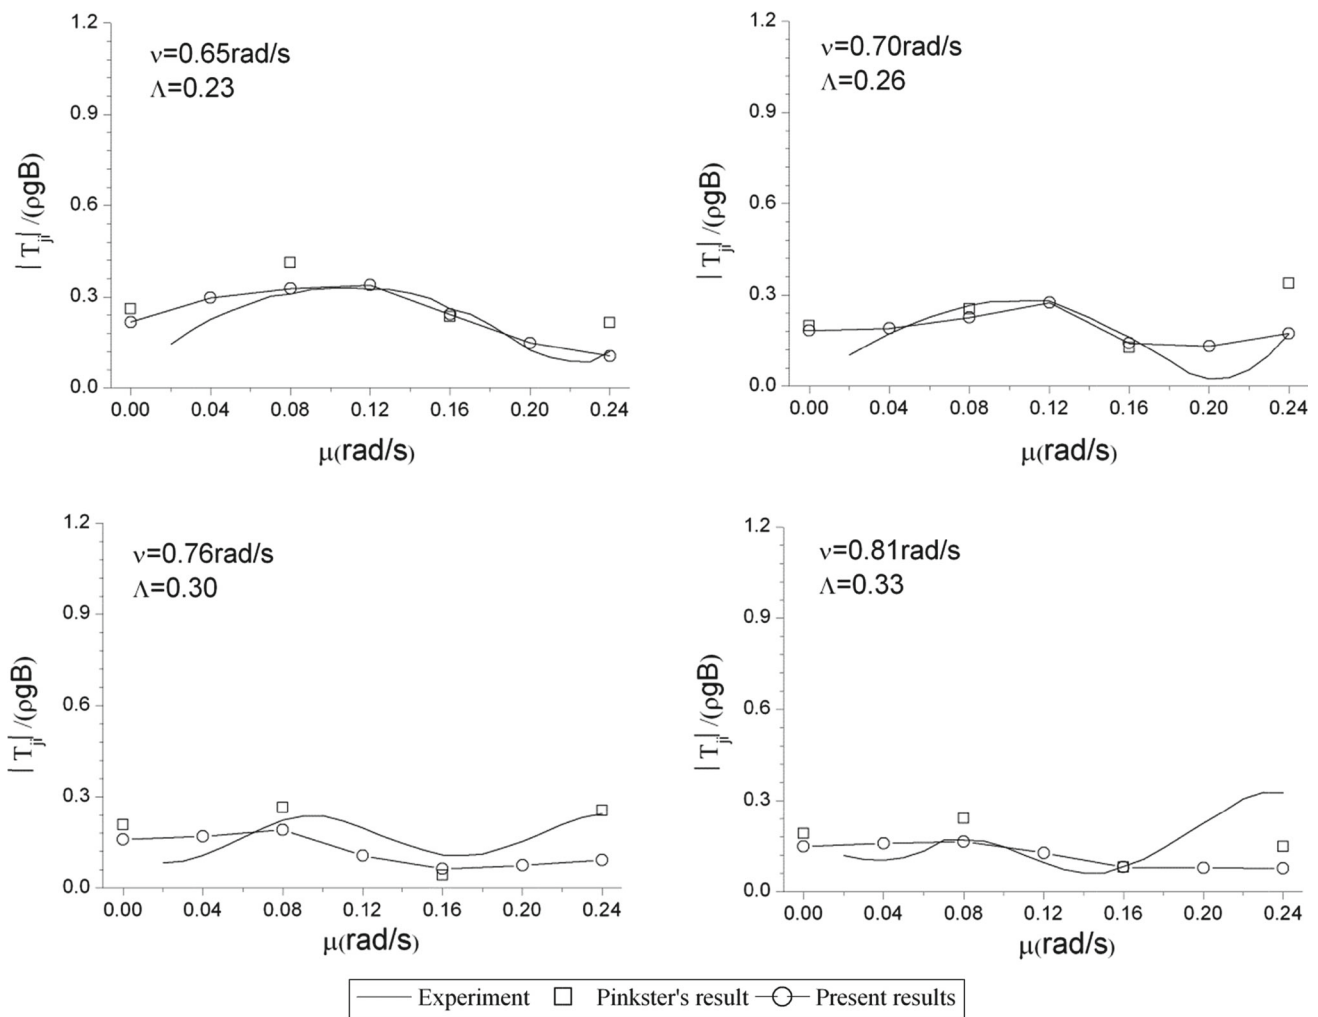 ν=0.65rad/s
Λ=0.23
1.2
0.9
0.6
0.3
0.0
|Tji|/(ρgB)
0.00 0.04 0.08 0.12 0.16 0.20 0.24
μ(rad/s)
ν=0.70rad/s
Λ=0.26
1.2
0.9
0.6
0.3
0.0
|Tji|/(ρgB)
0.00 0.04 0.08 0.12 0.16 0.20 0.24
μ(rad/s)
ν=0.76rad/s
Λ=0.30
1.2
0.9
0.6
0.3
0.0
|Tji|/(ρgB)
0.00 0.04 0.08 0.12 0.16 0.20 0.24
μ(rad/s)
ν=0.81rad/s
Λ=0.33
1.2
0.9
0.6
0.3
0.0
|Tji|/(ρgB)
0.00 0.04 0.08 0.12 0.16 0.20 0.24
μ(rad/s)
Experiment Pinkster's result Present results